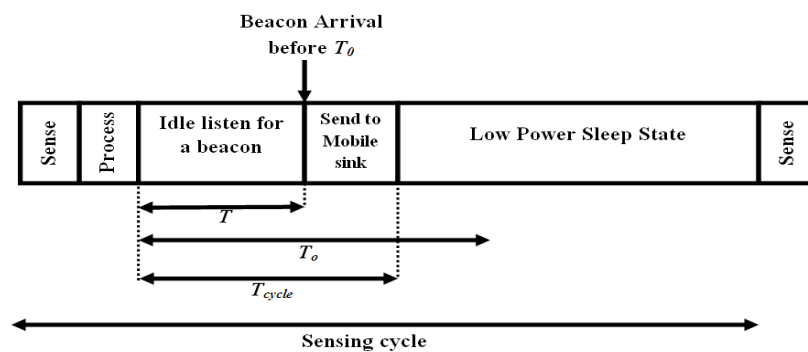 Beacon Arrival
before T₀
Sense
Process
Idle listen for
a beacon
Send to
Mobile
sink
Low Power Sleep State
Sense
T
Tₒ
T_cycle
Sensing cycle